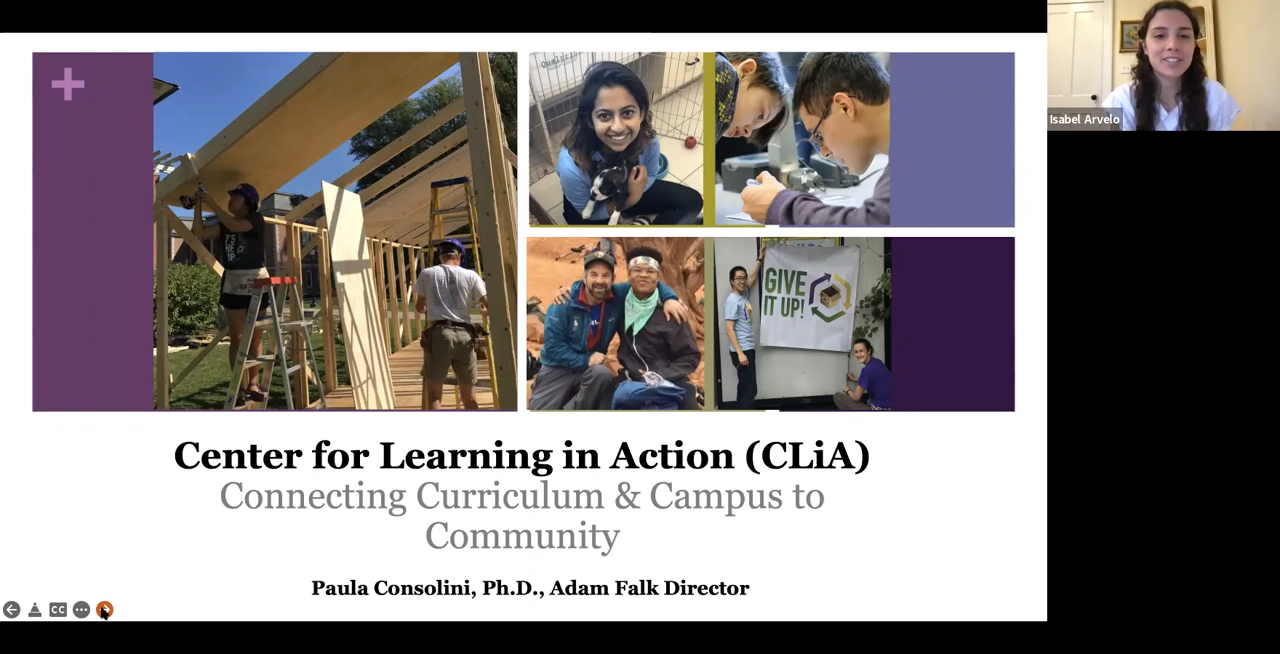 Isabel Arvelo
GIVE
IT UP!
Center for Learning in Action (CLiA)
Connecting Curriculum & Campus to
Community
Paula Consolini, Ph.D., Adam Falk Director
CC